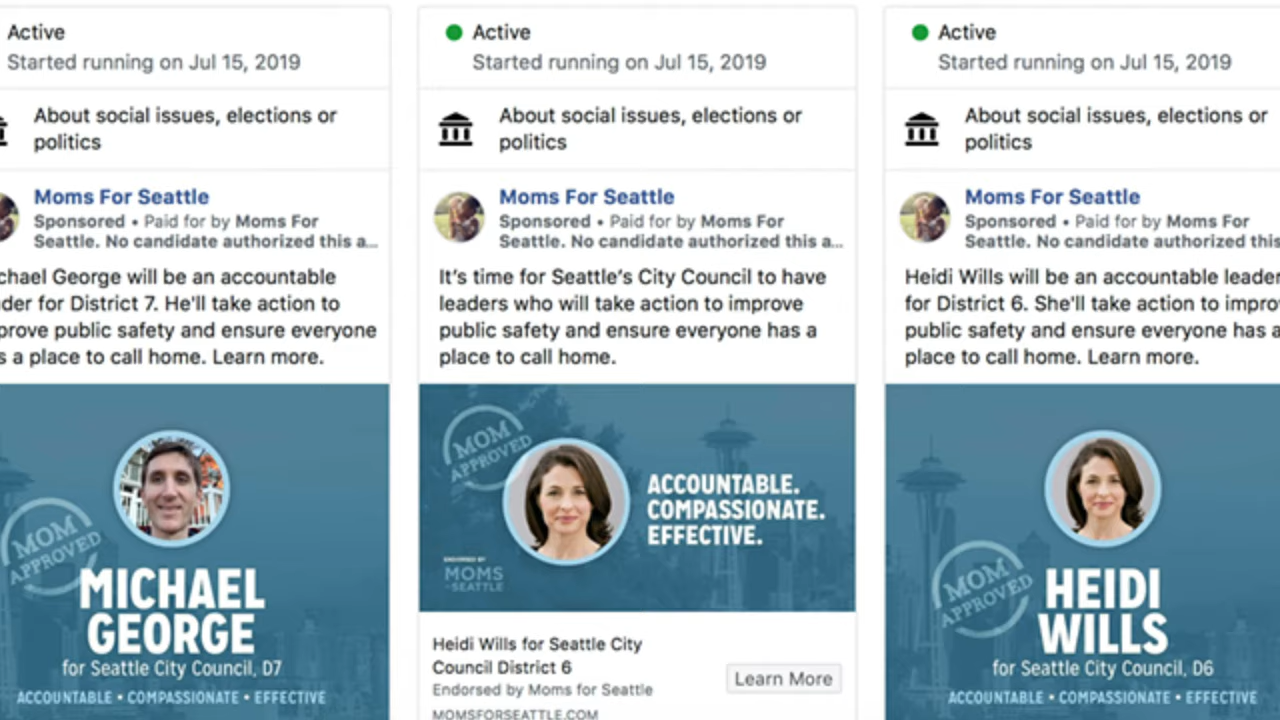 Active
Started running on Jul 15, 2019
About social issues, elections or
politics
Moms For Seattle
Sponsored • Paid for by Moms For
Seattle. No candidate authorized this a...
chael George will be an accountable
der for District 7. He'll take action to
prove public safety and ensure everyone
s a place to call home. Learn more.
MOM
APPROVED
MICHAEL
GEORGE
for Seattle City Council, D7
ACCOUNTABLE • COMPASSIONATE • EFFECTIVE
Active
Started running on Jul 15, 2019
About social issues, elections or
politics
Moms For Seattle
Sponsored • Paid for by Moms For
Seattle. No candidate authorized this a...
It's time for Seattle's City Council to have
leaders who will take action to improve
public safety and ensure everyone has a
place to call home.
MOM
APPROVED
ACCOUNTABLE.
COMPASSIONATE.
EFFECTIVE.
ENDORSED BY
MOMS
FOR SEATTLE
Heidi Wills for Seattle City
Council District 6
Endorsed by Moms for Seattle
MOMSFORSEATTLE.COM
Learn More
Active
Started running on Jul 15, 2019
About social issues, elections or
politics
Moms For Seattle
Sponsored • Paid for by Moms For
Seattle. No candidate authorized this
Heidi Wills will be an accountable leader
for District 6. She'll take action to impro
public safety and ensure everyone has a
place to call home. Learn more.
MOM
APPROVED
HEIDI
WILLS
for Seattle City Council, D6
ACCOUNTABLE • COMPASSIONATE • EFFECTIVE